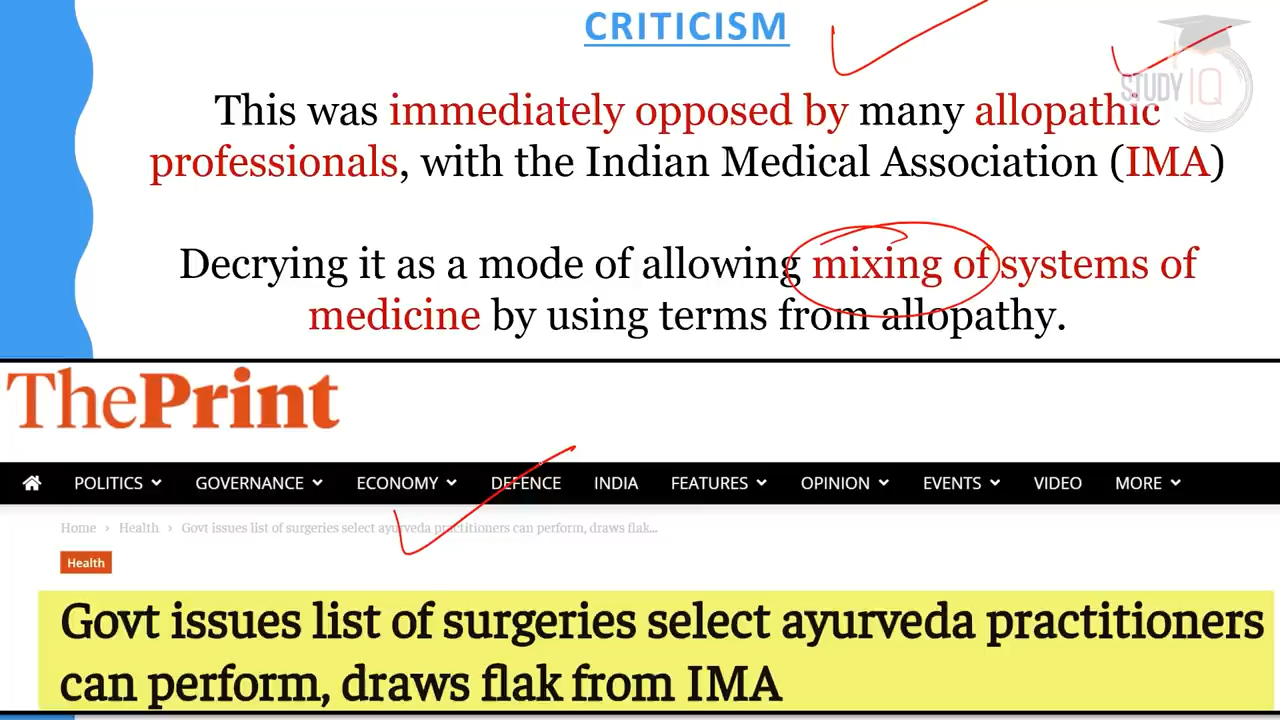 CRITICISM
STUDY IQ
This was immediately opposed by many allopathic
professionals, with the Indian Medical Association (IMA)
Decrying it as a mode of allowing mixing of systems of
medicine by using terms from allopathy.
ThePrint
POLITICS GOVERNANCE ECONOMY DEFENCE INDIA FEATURES OPINION EVENTS VIDEO MORE
Home › Health › Govt issues list of surgeries select ayurveda practitioners can perform, draws flak...
Health
Govt issues list of surgeries select ayurveda practitioners
can perform, draws flak from IMA